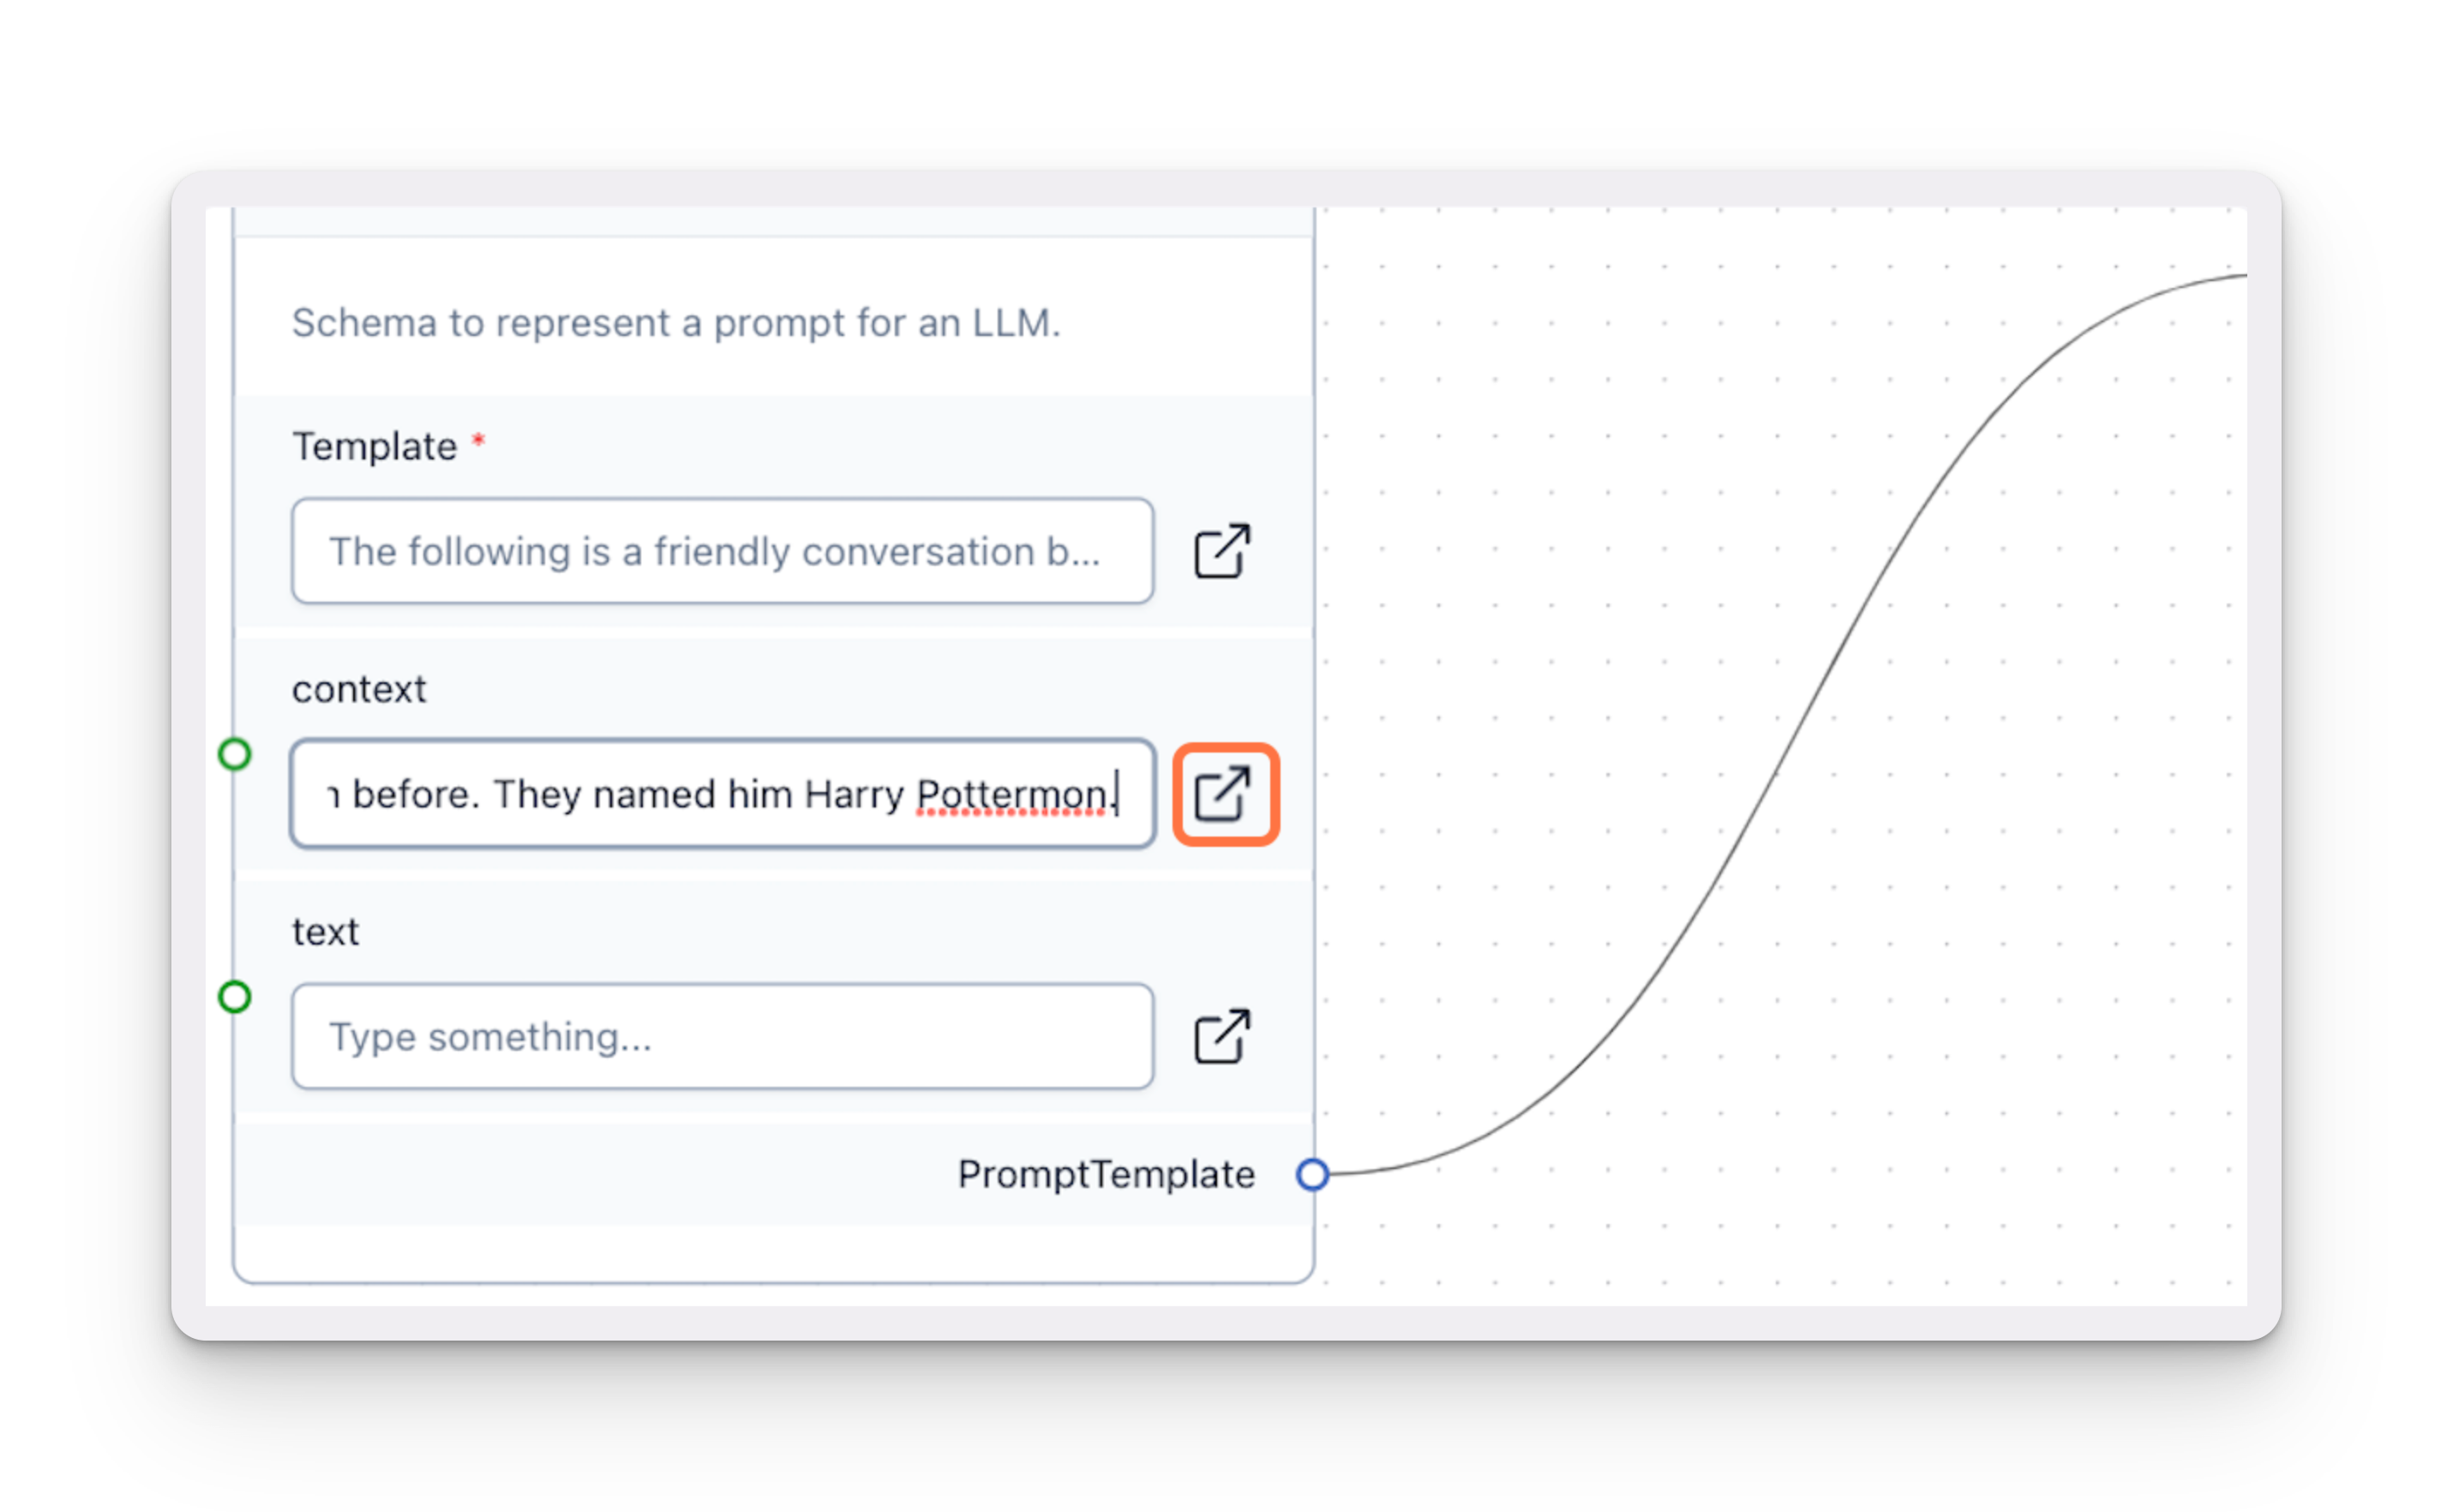 Schema to represent a prompt for an LLM.
Template *
The following is a friendly conversation b...
context
before. They named him Harry Pottermon.
text
Type something...
PromptTemplate